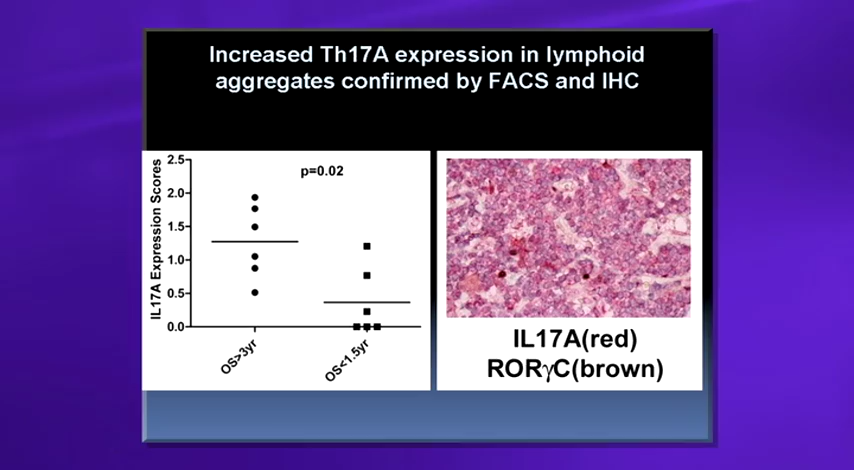 Increased Th17A expression in lymphoid
aggregates confirmed by FACS and IHC
IL17A Expression Scores
2.5
2.0
1.5
1.0
0.5
0.0
p=0.02
OS>3yr
OS<1.5yr
IL17A(red)
RORγC(brown)